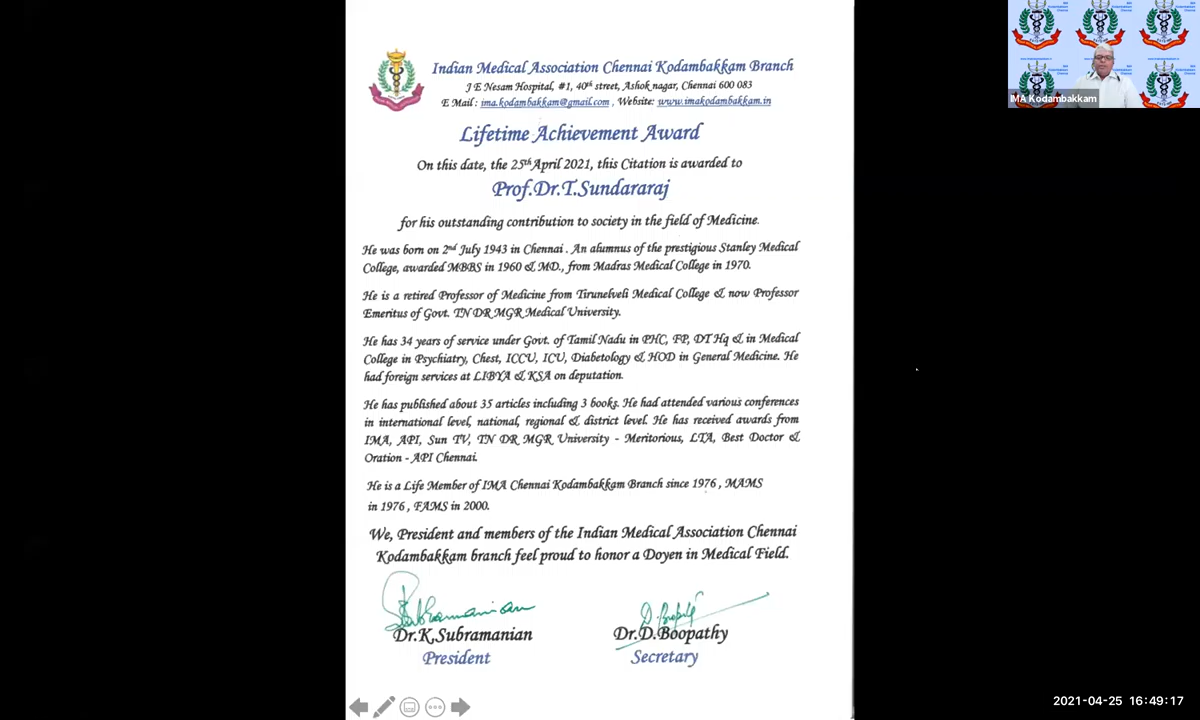 Indian Medical Association Chennai Kodambakkam Branch
J E Nesam Hospital, #1, 40th street, Ashok nagar, Chennai 600 083
E Mail : ima.kodambakkam@gmail.com , Website: www.imakodambakkam.in
Lifetime Achievement Award
On this date, the 25th April 2021, this Citation is awarded to
Prof.Dr.T.Sundararaj
for his outstanding contribution to society in the field of Medicine.
He was born on 2nd July 1943 in Chennai . An alumnus of the prestigious Stanley Medical
College, awarded MBBS in 1960 & MD., from Madras Medical College in 1970.
He is a retired Professor of Medicine from Tirunelveli Medical College & now Professor
Emeritus of Govt. TN DR MGR Medical University.
He has 34 years of service under Govt. of Tamil Nadu in PHC, FP, DT Hq & in Medical
College in Psychiatry, Chest, ICCU, ICU, Diabetology & HOD in General Medicine. He
had foreign services at LIBYA & KSA on deputation.
He has published about 35 articles including 3 books. He had attended various conferences
in international level, national, regional & district level. He has received awards from
IMA, API, Sun TV, TN DR MGR University - Meritorious, LTA, Best Doctor &
Oration - API Chennai.
He is a Life Member of IMA Chennai Kodambakkam Branch since 1976 , MAMS
in 1976 , FAMS in 2000.
We, President and members of the Indian Medical Association Chennai
Kodambakkam branch feel proud to honor a Doyen in Medical Field.
Dr.K.Subramanian
President
Dr.D.Boopathy
Secretary
IMA Kodambakkam
2021-04-25 16:49:17